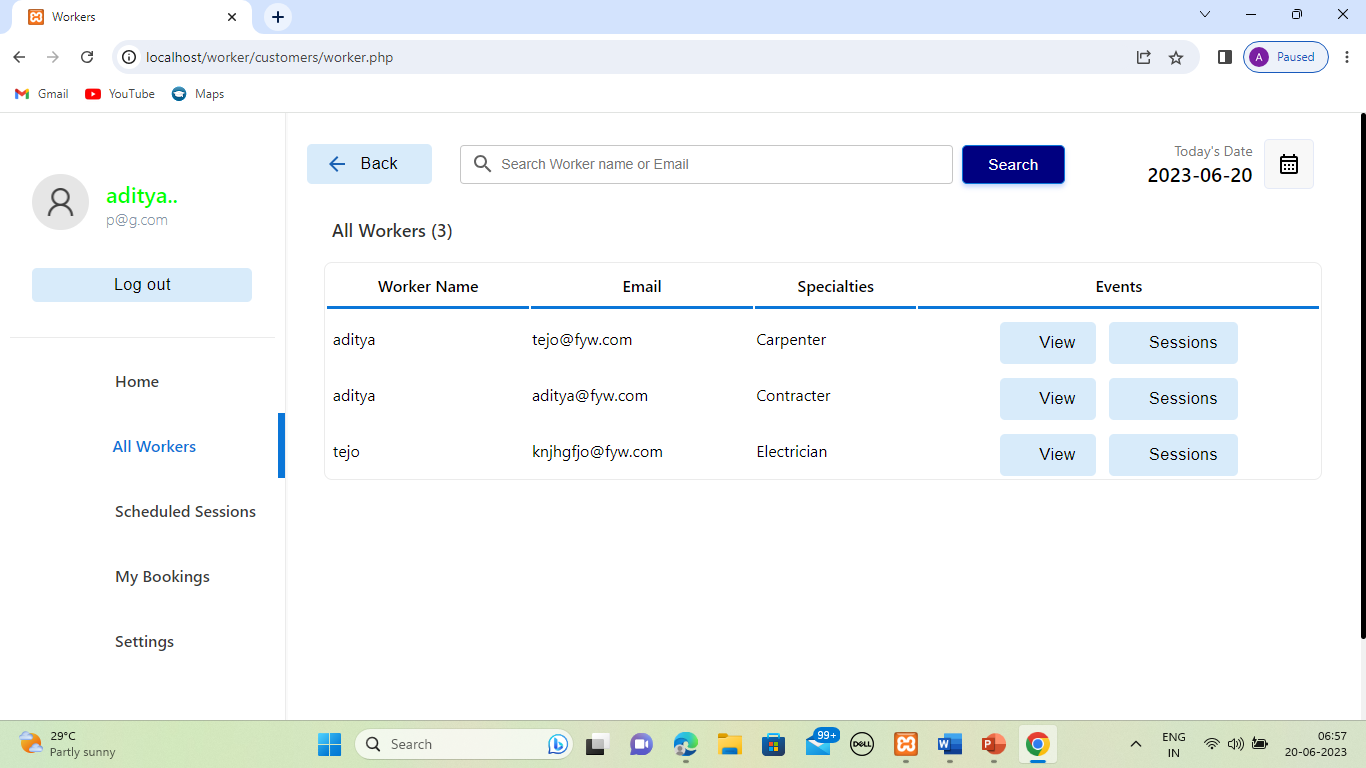 Workers
localhost/worker/customers/worker.php
A Paused
Gmail YouTube Maps
aditya..
p@g.com
Log out
Home
All Workers
Scheduled Sessions
My Bookings
Settings
Back
Search Worker name or Email
Search
Today's Date
2023-06-20
All Workers (3)
Worker Name Email Specialties Events
aditya tejo@fyw.com Carpenter View Sessions
aditya aditya@fyw.com Contracter View Sessions
tejo knjhgfjo@fyw.com Electrician View Sessions
29°C
Partly sunny
Search
99+
DELL
W
P
ENG
IN
06:57
20-06-2023